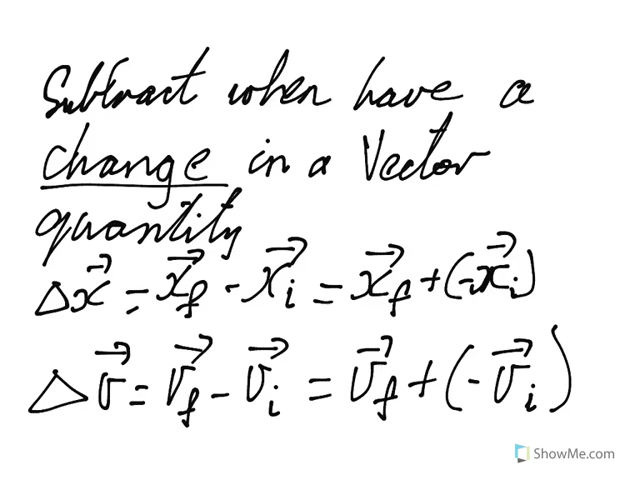 Subtract when have a
change in a Vector
quantity
Δx⃗ = x⃗f - x⃗i = x⃗f + (-x⃗i)
Δv⃗ = v⃗f - v⃗i = v⃗f + (-v⃗i)
ShowMe.com